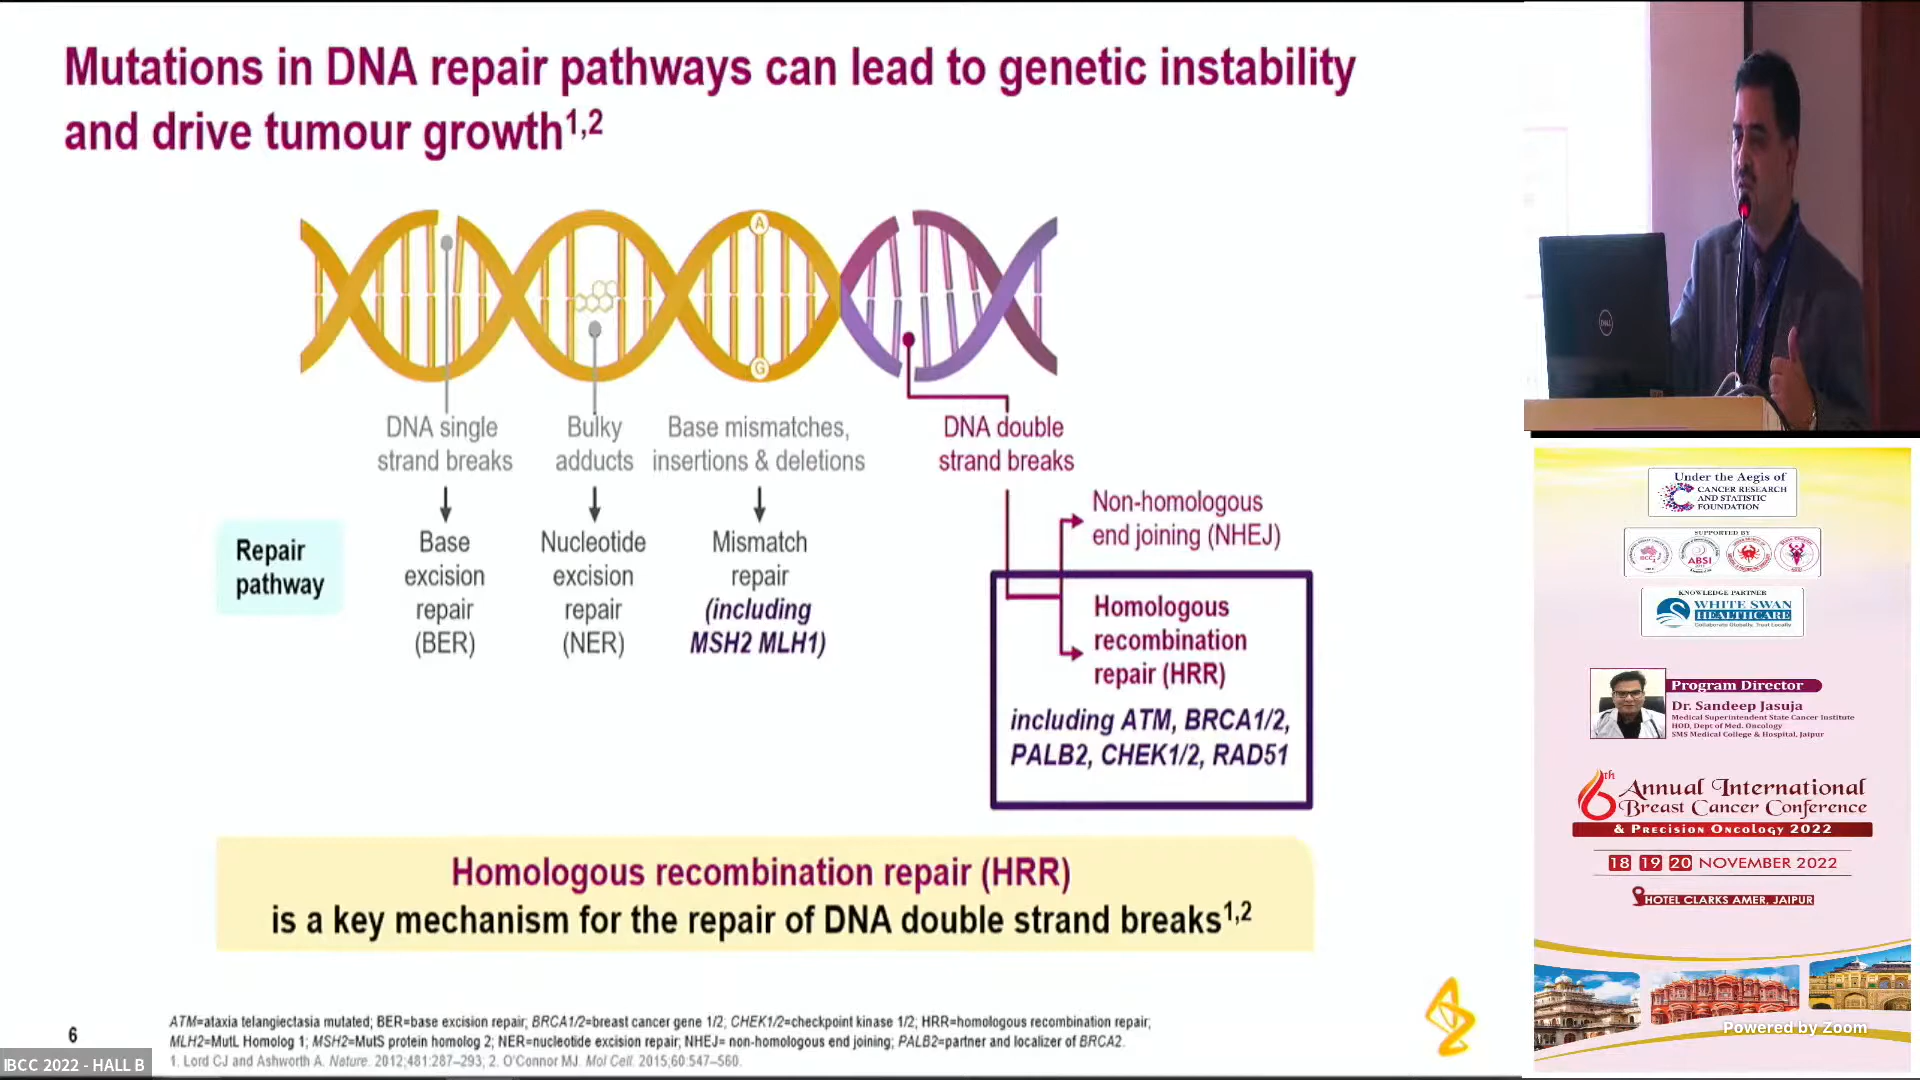 Mutations in DNA repair pathways can lead to genetic instability
and drive tumour growth1,2
A
G
DNA single
strand breaks
Bulky
adducts
Base mismatches,
insertions & deletions
DNA double
strand breaks
Repair
pathway
Base
excision
repair
(BER)
Nucleotide
excision
repair
(NER)
Mismatch
repair
(including
MSH2 MLH1)
Non-homologous
end joining (NHEJ)
Homologous
recombination
repair (HRR)
including ATM, BRCA1/2,
PALB2, CHEK1/2, RAD51
Homologous recombination repair (HRR)
is a key mechanism for the repair of DNA double strand breaks1,2
6
ATM=ataxia telangiectasia mutated; BER=base excision repair; BRCA1/2=breast cancer gene 1/2; CHEK1/2=checkpoint kinase 1/2; HRR=homologous recombination repair;
MLH2=MutL Homolog 1; MSH2=MutS protein homolog 2; NER=nucleotide excision repair; NHEJ= non-homologous end joining; PALB2=partner and localizer of BRCA2.
1. Lord CJ and Ashworth A. Nature. 2012;481:287–293; 2. O'Connor MJ. Mol Cell. 2015;60:547–560.
IBCC 2022 - HALL B
DELL
Under the Aegis of
CANCER RESEARCH
AND STATISTIC
FOUNDATION
SUPPORTED BY
ABSI
KNOWLEDGE PARTNER
WHITE SWAN
HEALTHCARE
Collaborate Globally, Treat Locally
Program Director
Dr. Sandeep Jasuja
Medical Superintendent State Cancer Institute
HOD, Dept of Med. Oncology
SMS Medical College & Hospital, Jaipur
6th Annual International
Breast Cancer Conference
& Precision Oncology 2022
18 19 20 NOVEMBER 2022
HOTEL CLARKS AMER, JAIPUR
Powered by Zoom